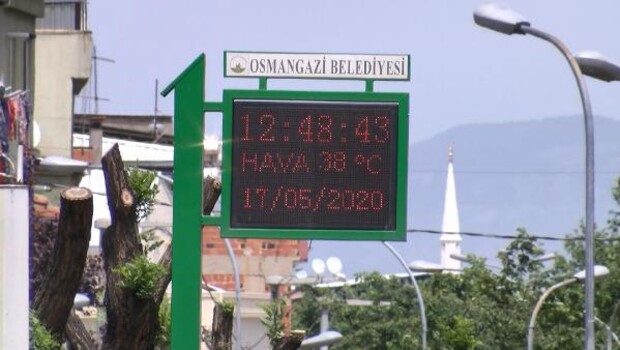 OSMANGAZİ BELEDİYESİ
12:48:43
HAVA 38 °C
17/05/2020